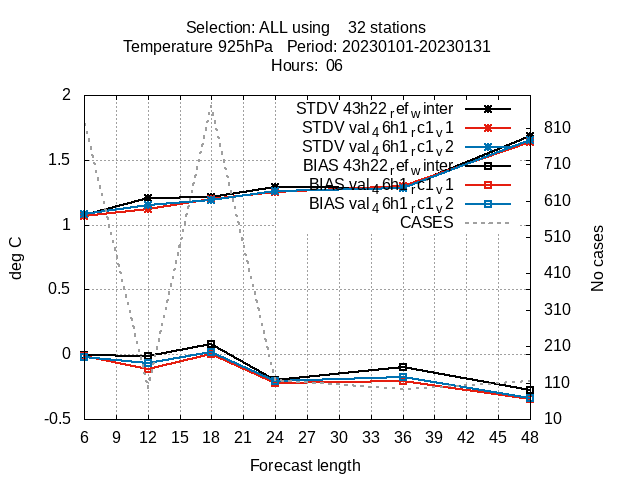 Selection: ALL using 32 stations
Temperature 925hPa Period: 20230101-20230131
Hours: 06
STDV 43h22_ref_winter
STDV val_46h1_rc1_v1
STDV val_46h1_rc1_v2
BIAS 43h22_ref_winter
BIAS val_46h1_rc1_v1
BIAS val_46h1_rc1_v2
CASES
2
1.5
1
0.5
0
-0.5
deg C
810
710
610
510
410
310
210
110
10
No cases
6 9 12 15 18 21 24 27 30 33 36 39 42 45 48
Forecast length